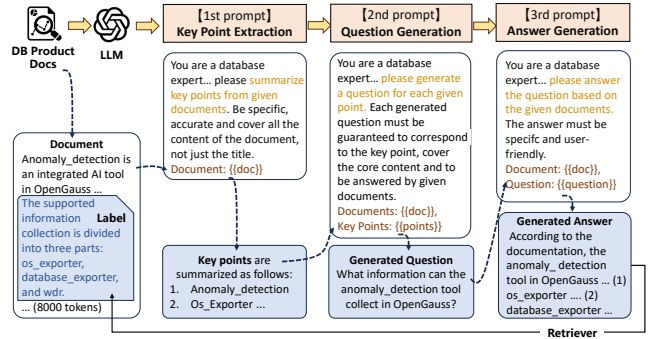 DB Product
Docs
LLM
【1st prompt】
Key Point Extraction
【2nd prompt】
Question Generation
【3rd prompt】
Answer Generation
Document
Anomaly_detection is
an integrated AI tool
in OpenGauss ...
The supported
information
collection is divided
into three parts:
os_exporter,
database_exporter,
and wdr.
Label
... (8000 tokens)
You are a database
expert... please summarize
key points from given
documents. Be specific,
accurate and cover all the
content of the document,
not just the title.
Document: {{doc}}
Key points are
summarized as follows:
1. Anomaly_detection
2. Os_Exporter ...
You are a database
expert... please generate
a question for each given
point. Each generated
question must be
guaranteed to correspond
to the key point, cover
the core content and to
be answered by given
documents.
Documents: {{doc}},
Key Points: {{points}}
Generated Question
What information can the
anomaly_detection tool
collect in OpenGauss?
You are a database
expert... please answer
the question based on
the given documents.
The answer must be
specifc and user-
friendly.
Document: {{doc}},
Question: {{question}}
Generated Answer
According to the
documentation, the
anomaly_ detection
tool in OpenGauss ... (1)
os_exporter .... (2)
database_exporter ...
Retriever